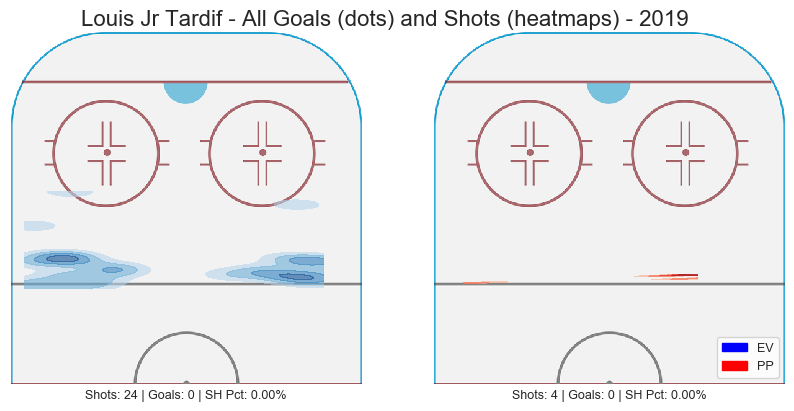 Louis Jr Tardif - All Goals (dots) and Shots (heatmaps) - 2019
EV
PP
Shots: 24 | Goals: 0 | SH Pct: 0.00%
Shots: 4 | Goals: 0 | SH Pct: 0.00%